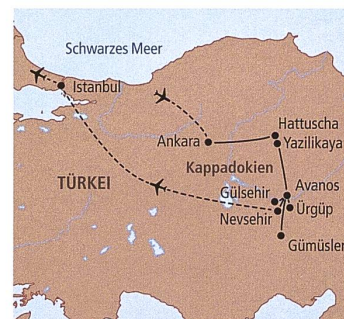 Schwarzes Meer
Istanbul
Hattuscha
Ankara
Yazilikaya
Kappadokien
TÜRKEI
Gülsehir
Avanos
Nevsehir
Ürgüp
Gümüsler